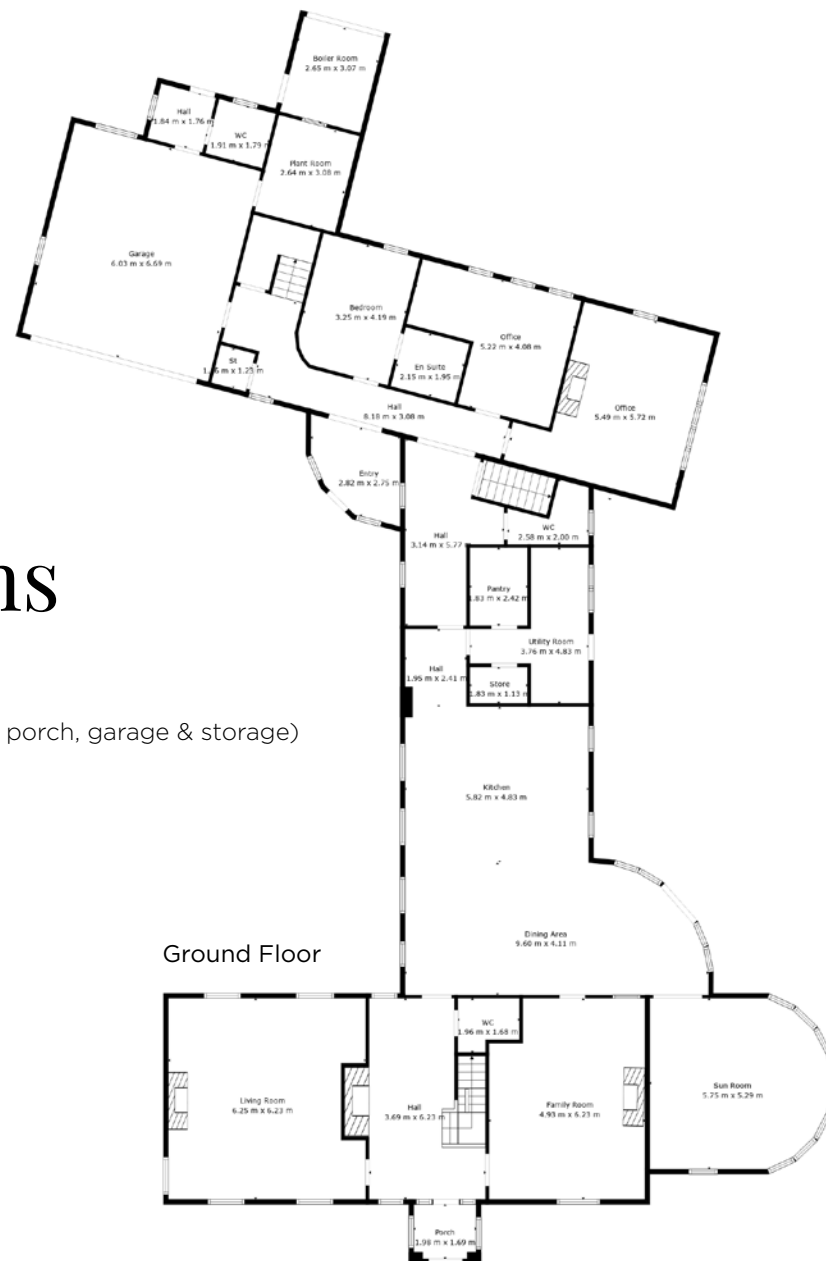 Boiler Room
2.65 m x 3.07 m
Hall
1.84 m x 1.76 m
WC
1.91 m x 1.79 m
Plant Room
2.64 m x 3.08 m
Garage
6.03 m x 6.69 m
Bedroom
3.25 m x 4.19 m
Office
5.22 m x 4.08 m
En Suite
2.15 m x 1.95 m
St
Hall
8.18 m x 3.08 m
Office
5.49 m x 5.72 m
Entry
2.82 m x 2.75 m
WC
2.58 m x 2.00 m
Hall
3.14 m x 5.77 m
ns
Pantry
1.83 m x 2.42 m
Utility Room
3.76 m x 4.83 m
Hall
1.95 m x 2.41 m
Store
1.83 m x 1.13 m
porch, garage & storage)
Kitchen
5.82 m x 4.83 m
Dining Area
9.60 m x 4.11 m
Ground Floor
WC
1.96 m x 1.68 m
Living Room
6.25 m x 6.23 m
Hall
3.69 m x 6.23 m
Family Room
4.93 m x 6.23 m
Sun Room
5.75 m x 5.29 m
Porch
1.98 m x 1.69 m